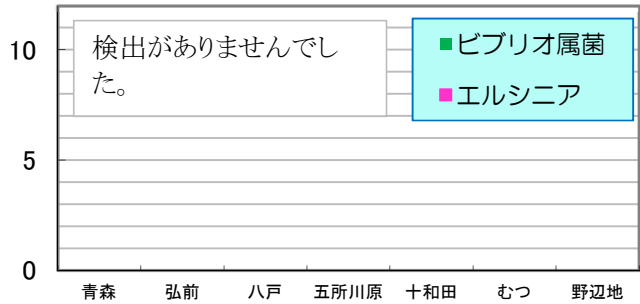 10
5
0
検出がありませんでし
た。
ビブリオ属菌
エルシニア
青森 弘前 八戸 五所川原 十和田 むつ 野辺地